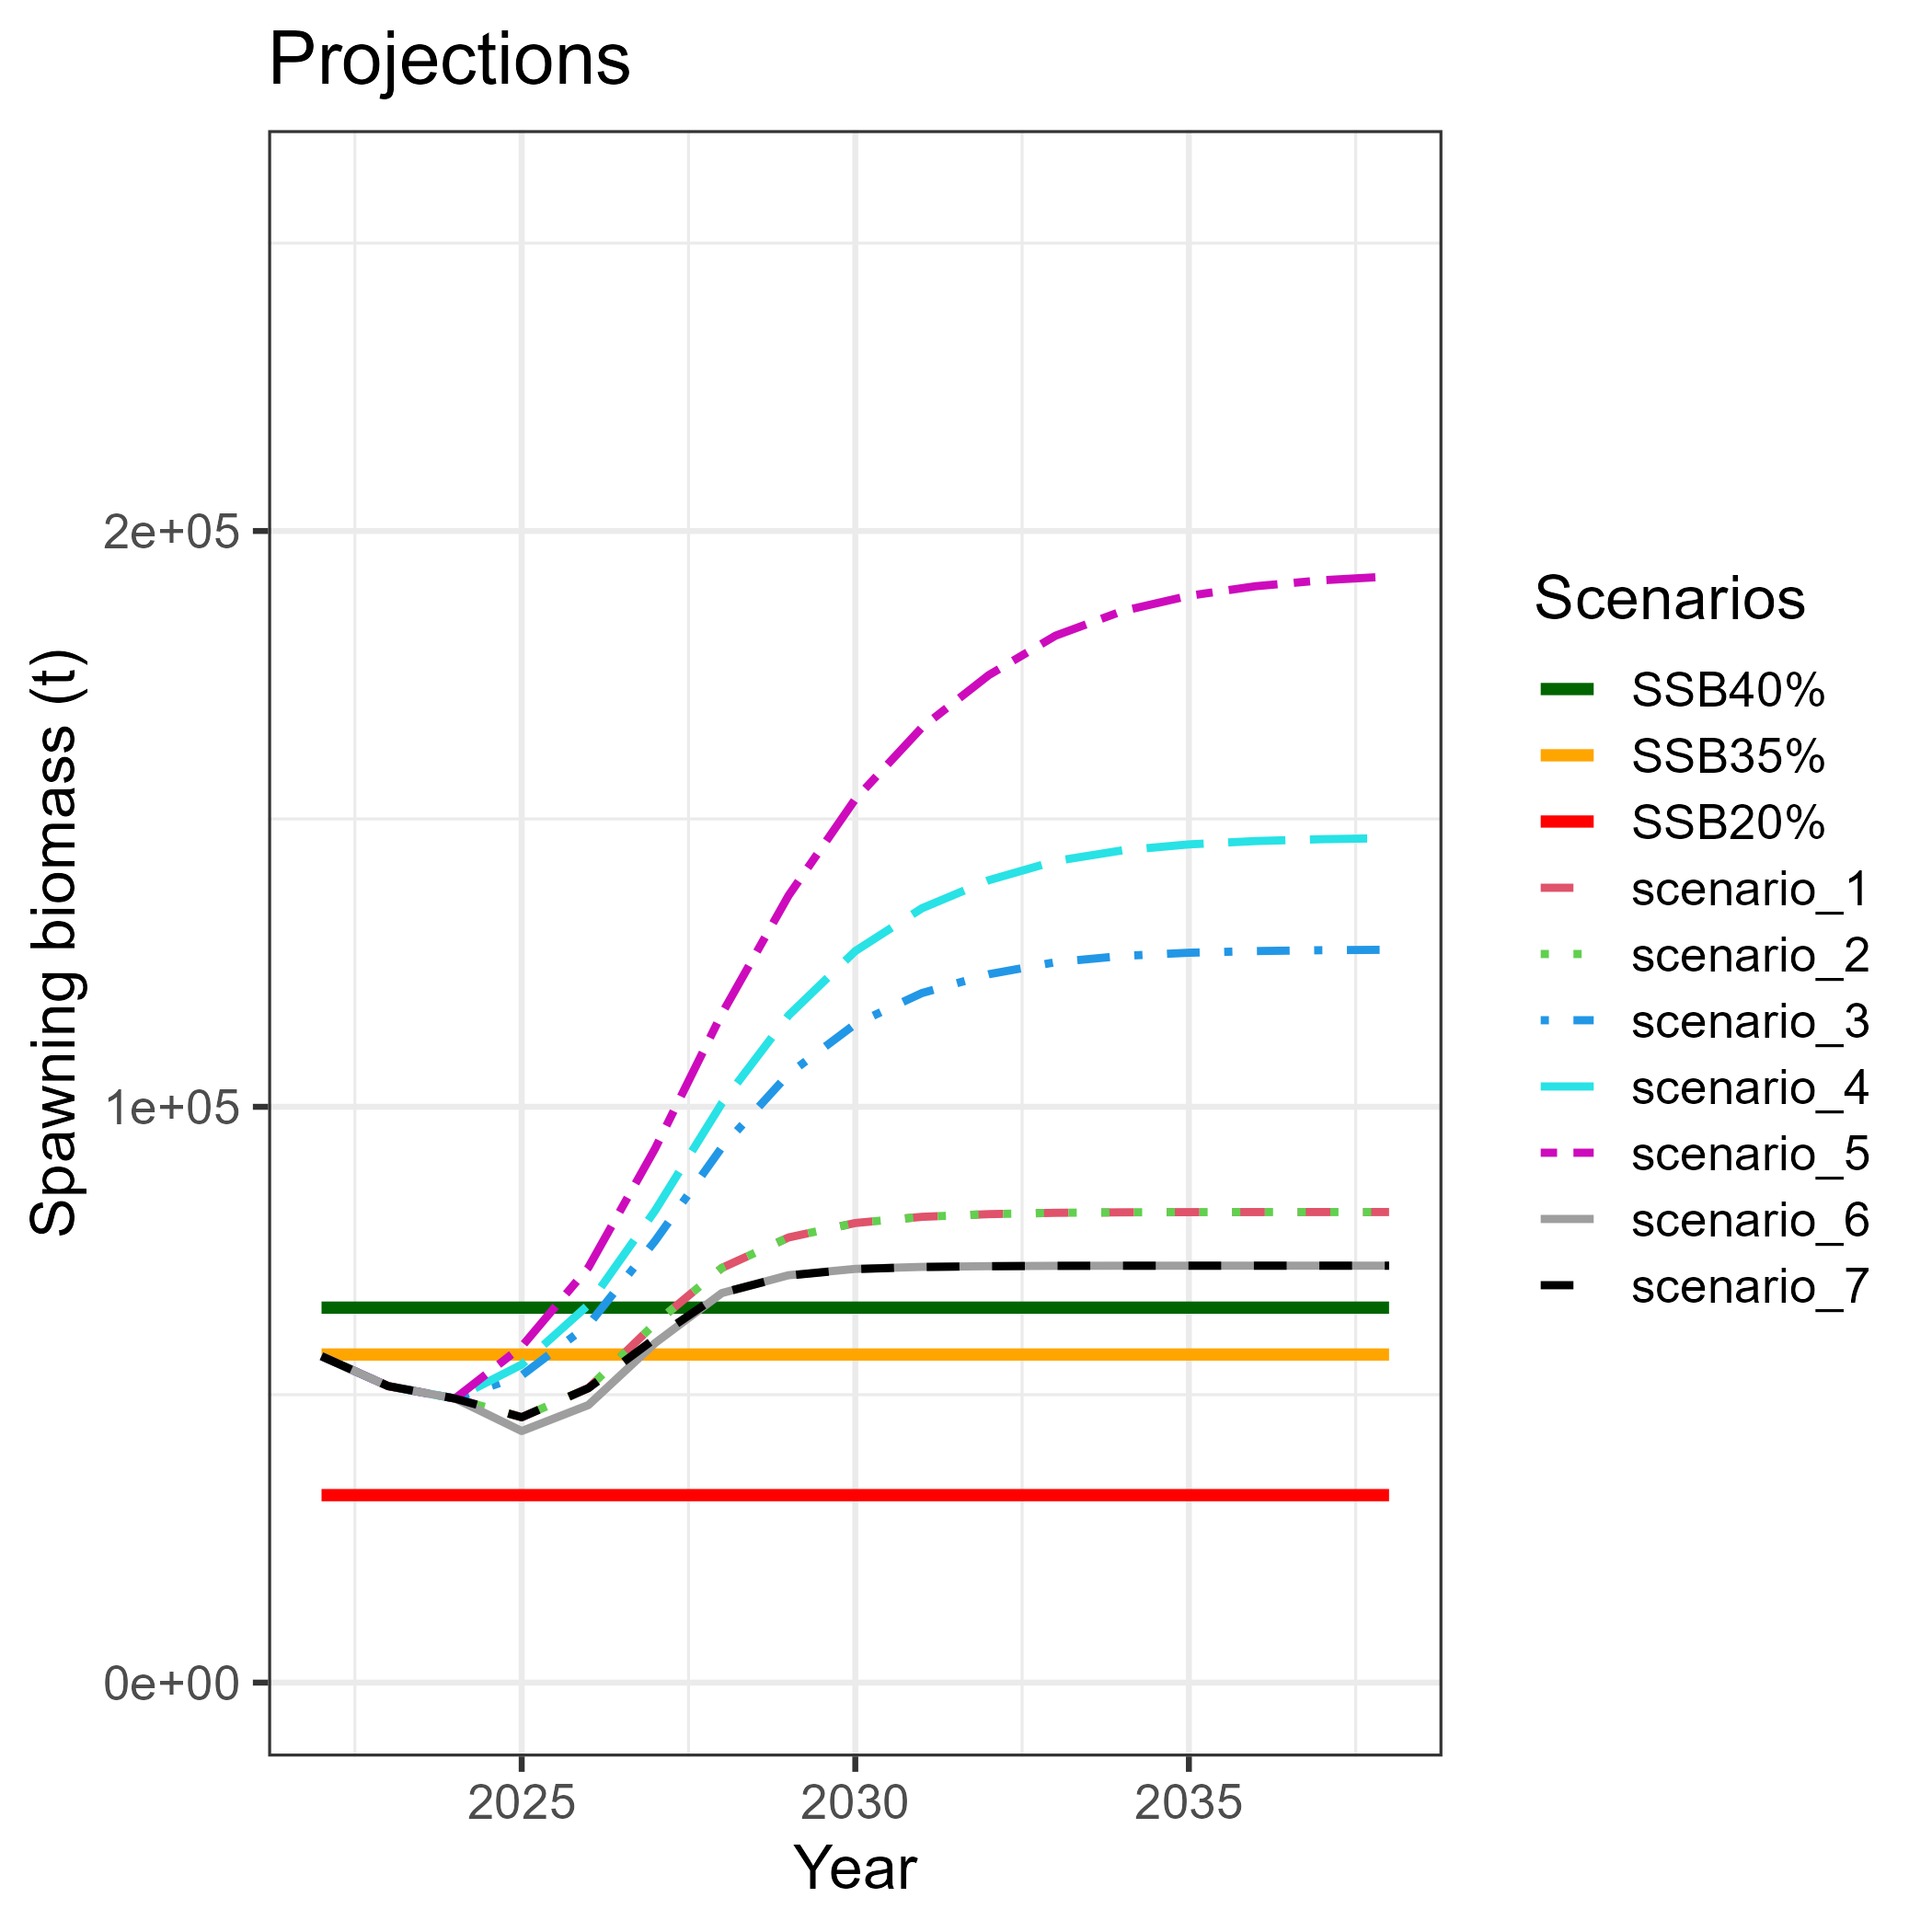 Projections
Spawning biomass (t)
2e+05
1e+05
0e+00
2025
2030
2035
Year
Scenarios
SSB40%
SSB35%
SSB20%
scenario_1
scenario_2
scenario_3
scenario_4
scenario_5
scenario_6
scenario_7